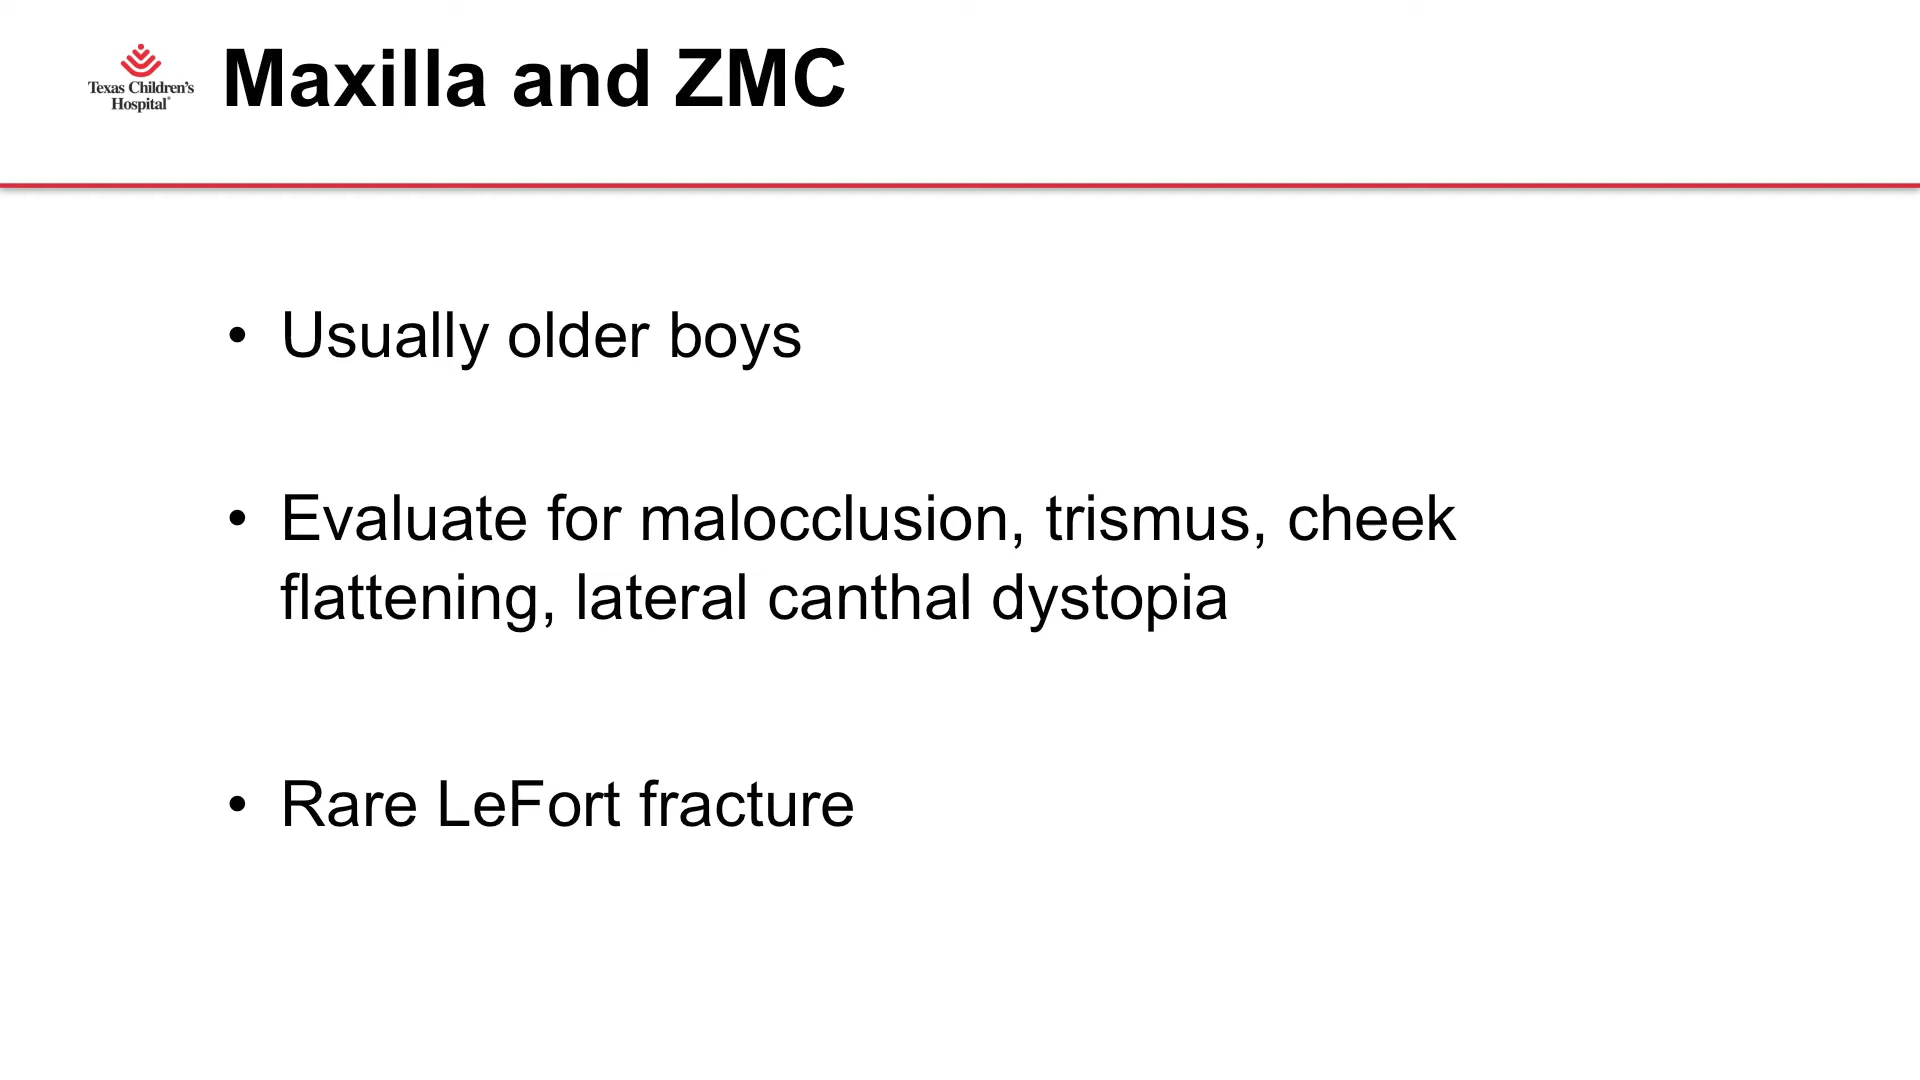 Texas Children's
Hospital®
Maxilla and ZMC
• Usually older boys
• Evaluate for malocclusion, trismus, cheek
flattening, lateral canthal dystopia
• Rare LeFort fracture